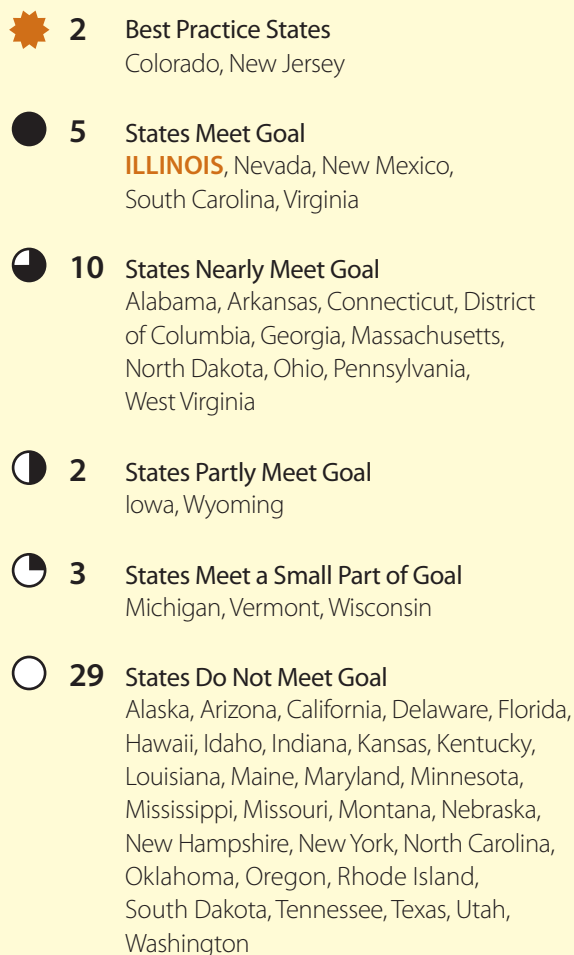 2 Best Practice States
Colorado, New Jersey
5 States Meet Goal
ILLINOIS, Nevada, New Mexico,
South Carolina, Virginia
10 States Nearly Meet Goal
Alabama, Arkansas, Connecticut, District
of Columbia, Georgia, Massachusetts,
North Dakota, Ohio, Pennsylvania,
West Virginia
2 States Partly Meet Goal
Iowa, Wyoming
3 States Meet a Small Part of Goal
Michigan, Vermont, Wisconsin
29 States Do Not Meet Goal
Alaska, Arizona, California, Delaware, Florida,
Hawaii, Idaho, Indiana, Kansas, Kentucky,
Louisiana, Maine, Maryland, Minnesota,
Mississippi, Missouri, Montana, Nebraska,
New Hampshire, New York, North Carolina,
Oklahoma, Oregon, Rhode Island,
South Dakota, Tennessee, Texas, Utah,
Washington